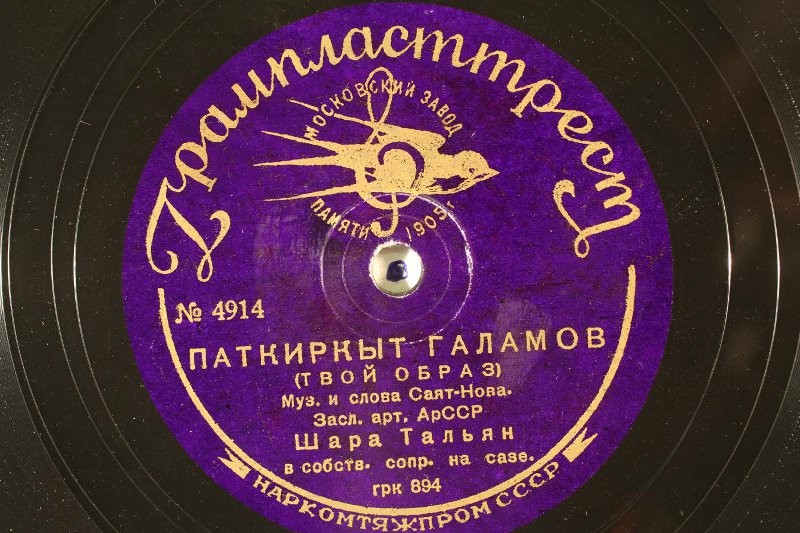 Грампласттрест
МОСКОВСКИЙ ЗАВОД
ПАМЯТИ 1905 г
№ 4914
ПАТКИРКЫТ ГАЛАМОВ
(ТВОЙ ОБРАЗ)
Муз. и слова Саят-Нова.
Засл. арт. АрССР
Шара Тальян
в собств. сопр. на сазе.
грк 894
НАРКОМТЯЖПРОМ СССР